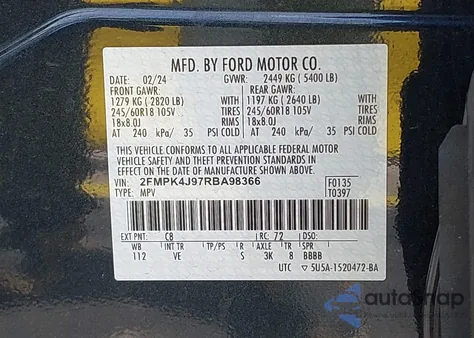 MFD. BY FORD MOTOR CO.
DATE: 02/24 GVWR: 2449 KG ( 5400 LB)
FRONT GAWR: REAR GAWR:
1279 KG ( 2820 LB) 1197 KG ( 2640 LB)
245/60R18 105V TIRES 245/60R18 105V
18x8.0J RIMS 18x8.0J
AT 240 kPa/ 35 PSI COLD AT 240 kPa/ 35 PSI COLD
THIS VEHICLE CONFORMS TO ALL APPLICABLE FEDERAL MOTOR
VEHICLE SAFETY AND THEFT PREVENTION STANDARDS IN
EFFECT ON THE DATE OF MANUFACTURE SHOWN ABOVE.
VIN: 2FMPK4J97RBA98366 F0135
TYPE: MPV T0397
EXT PNT: C8 RC: 72 DSO:
WB INT TR TP/PS R AXLE TR SPR
112 VE S 3K 8 BBBB
UTC ▽ 5U5A-1520472-BA
autosnap